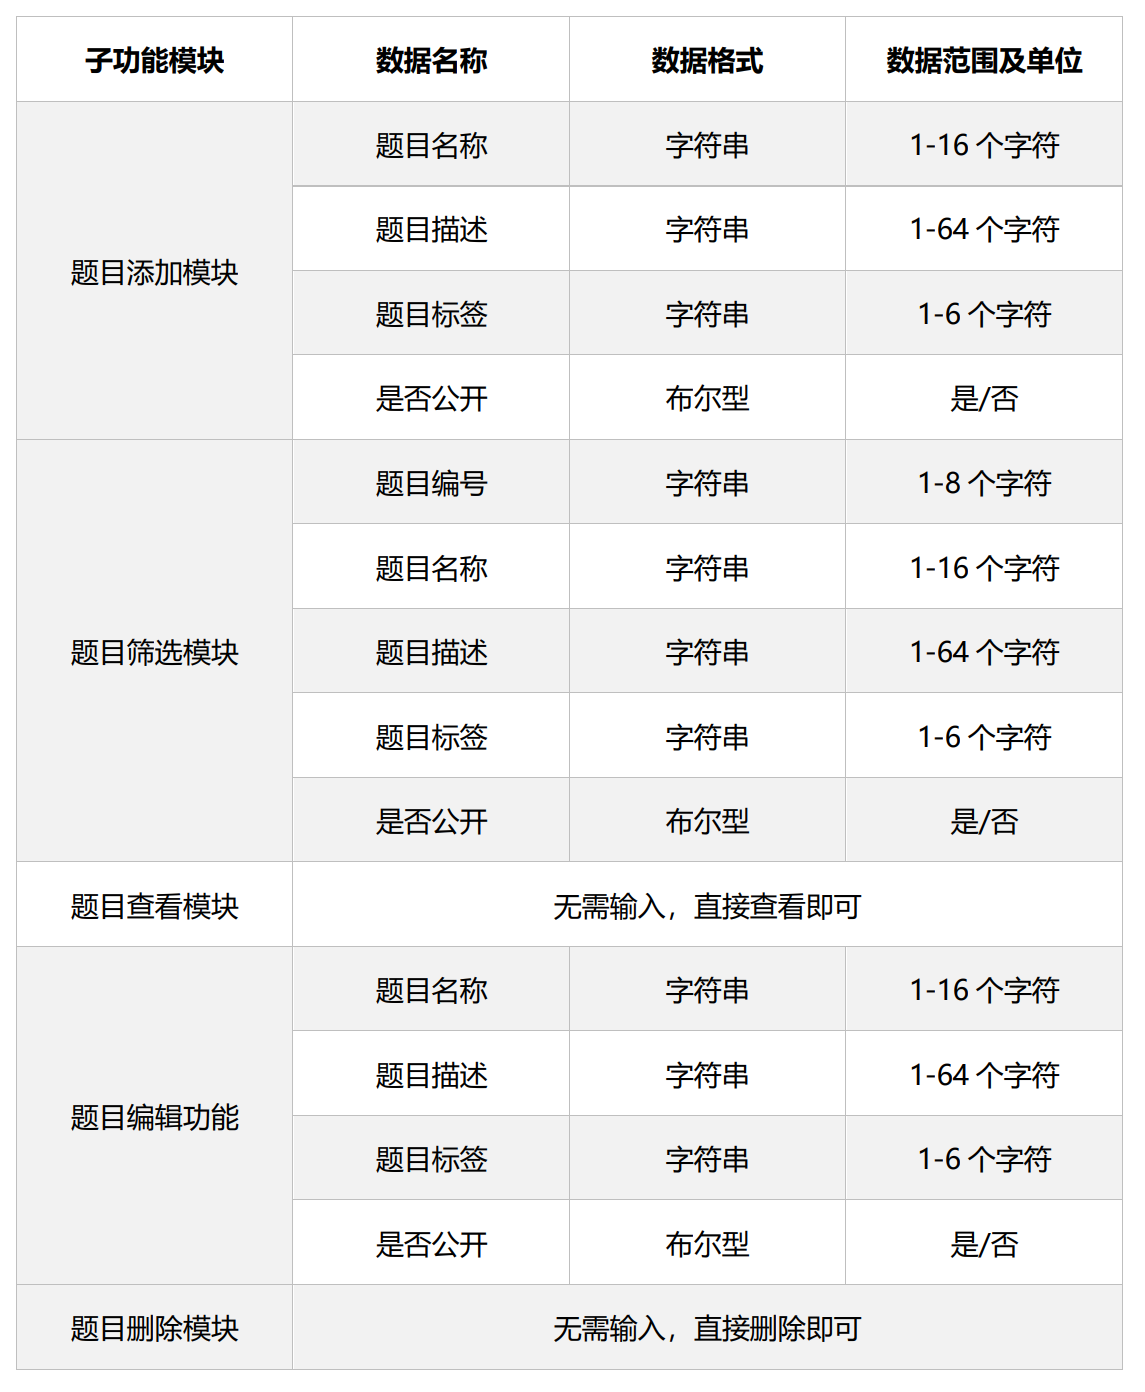 子功能模块 数据名称 数据格式 数据范围及单位
题目添加模块
题目名称 字符串 1-16 个字符
题目描述 字符串 1-64 个字符
题目标签 字符串 1-6 个字符
是否公开 布尔型 是/否
题目筛选模块
题目编号 字符串 1-8 个字符
题目名称 字符串 1-16 个字符
题目描述 字符串 1-64 个字符
题目标签 字符串 1-6 个字符
是否公开 布尔型 是/否
题目查看模块 无需输入，直接查看即可
题目编辑功能
题目名称 字符串 1-16 个字符
题目描述 字符串 1-64 个字符
题目标签 字符串 1-6 个字符
是否公开 布尔型 是/否
题目删除模块 无需输入，直接删除即可